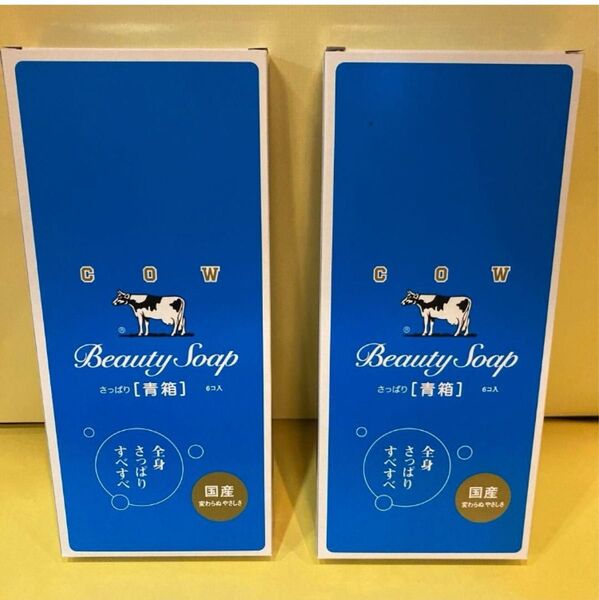 COW
®
Beauty Soap
さっぱり［青箱］ 6コ入
全身
さっぱり
すべすべ
国産
変わらぬ やさしさ
COW
®
Beauty Soap
さっぱり［青箱］ 6コ入
全身
さっぱり
すべすべ
国産
変わらぬ やさしさ